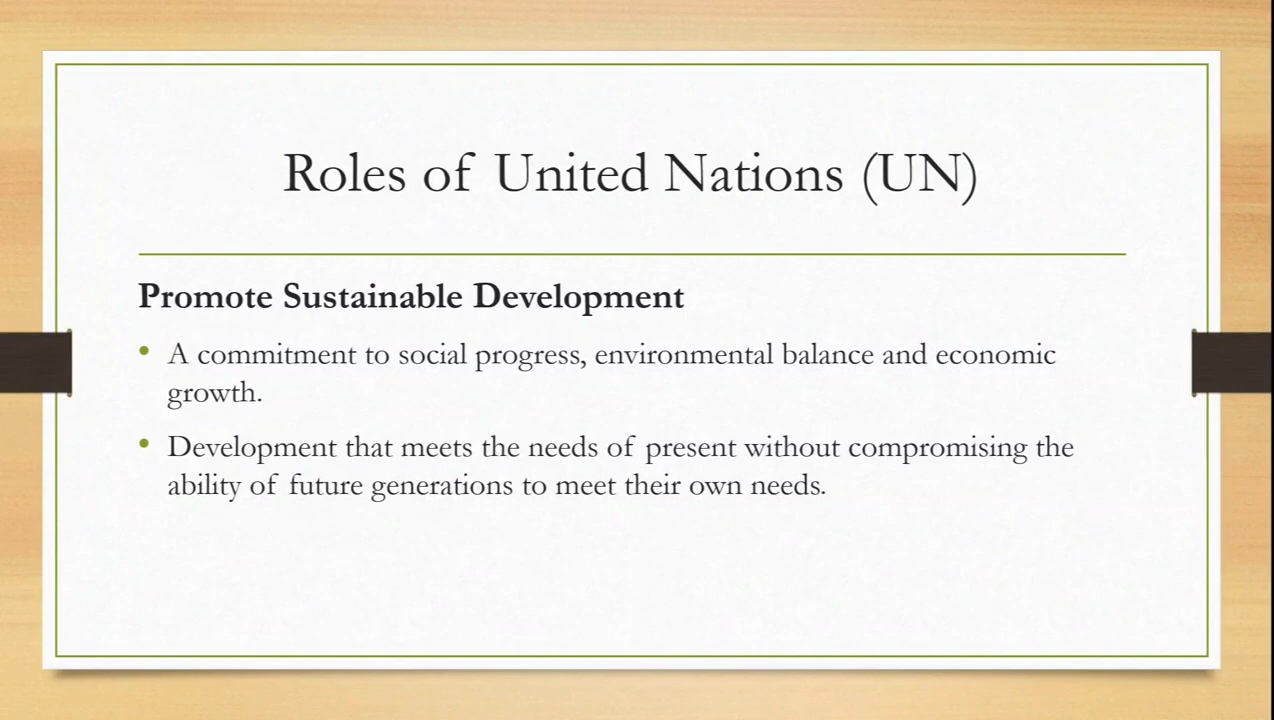 Roles of United Nations (UN)
Promote Sustainable Development
• A commitment to social progress, environmental balance and economic
growth.
• Development that meets the needs of present without compromising the
ability of future generations to meet their own needs.